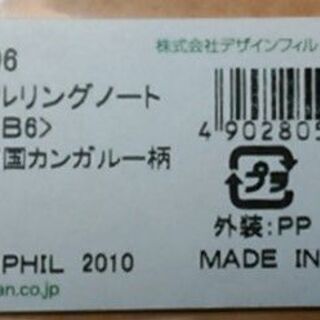 株式会社デザインフィル
06
ルリングノート
B6>
国カンガルー柄
4902805
プラ
外装:PP
PHIL 2010
MADE IN
an.co.jp